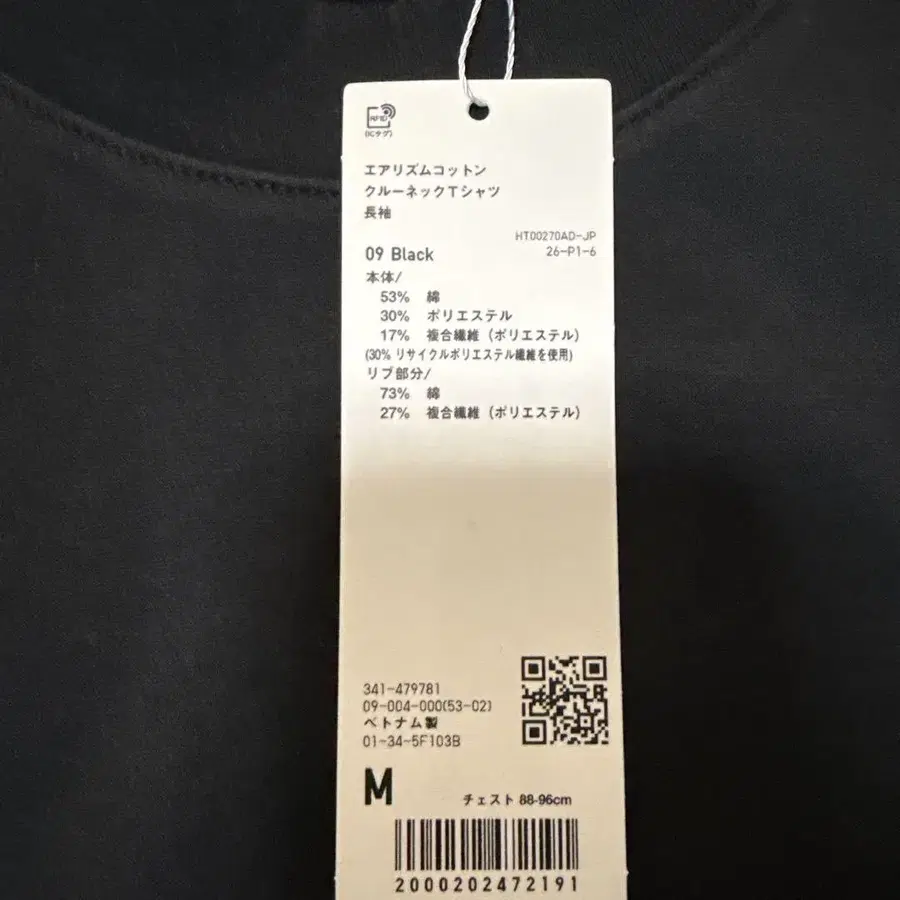 RFID
(ICタグ)
エアリズムコットン
クルーネックTシャツ
長袖
HT00270AD-JP
09 Black
26-P1-6
本体/
53% 綿
30% ポリエステル
17% 複合繊維 (ポリエステル)
(30% リサイクルポリエステル繊維を使用)
リブ部分/
73% 綿
27% 複合繊維 (ポリエステル)
341-479781
09-004-000(53-02)
ベトナム製
01-34-5F103B
M
チェスト 88-96cm
2000202472191